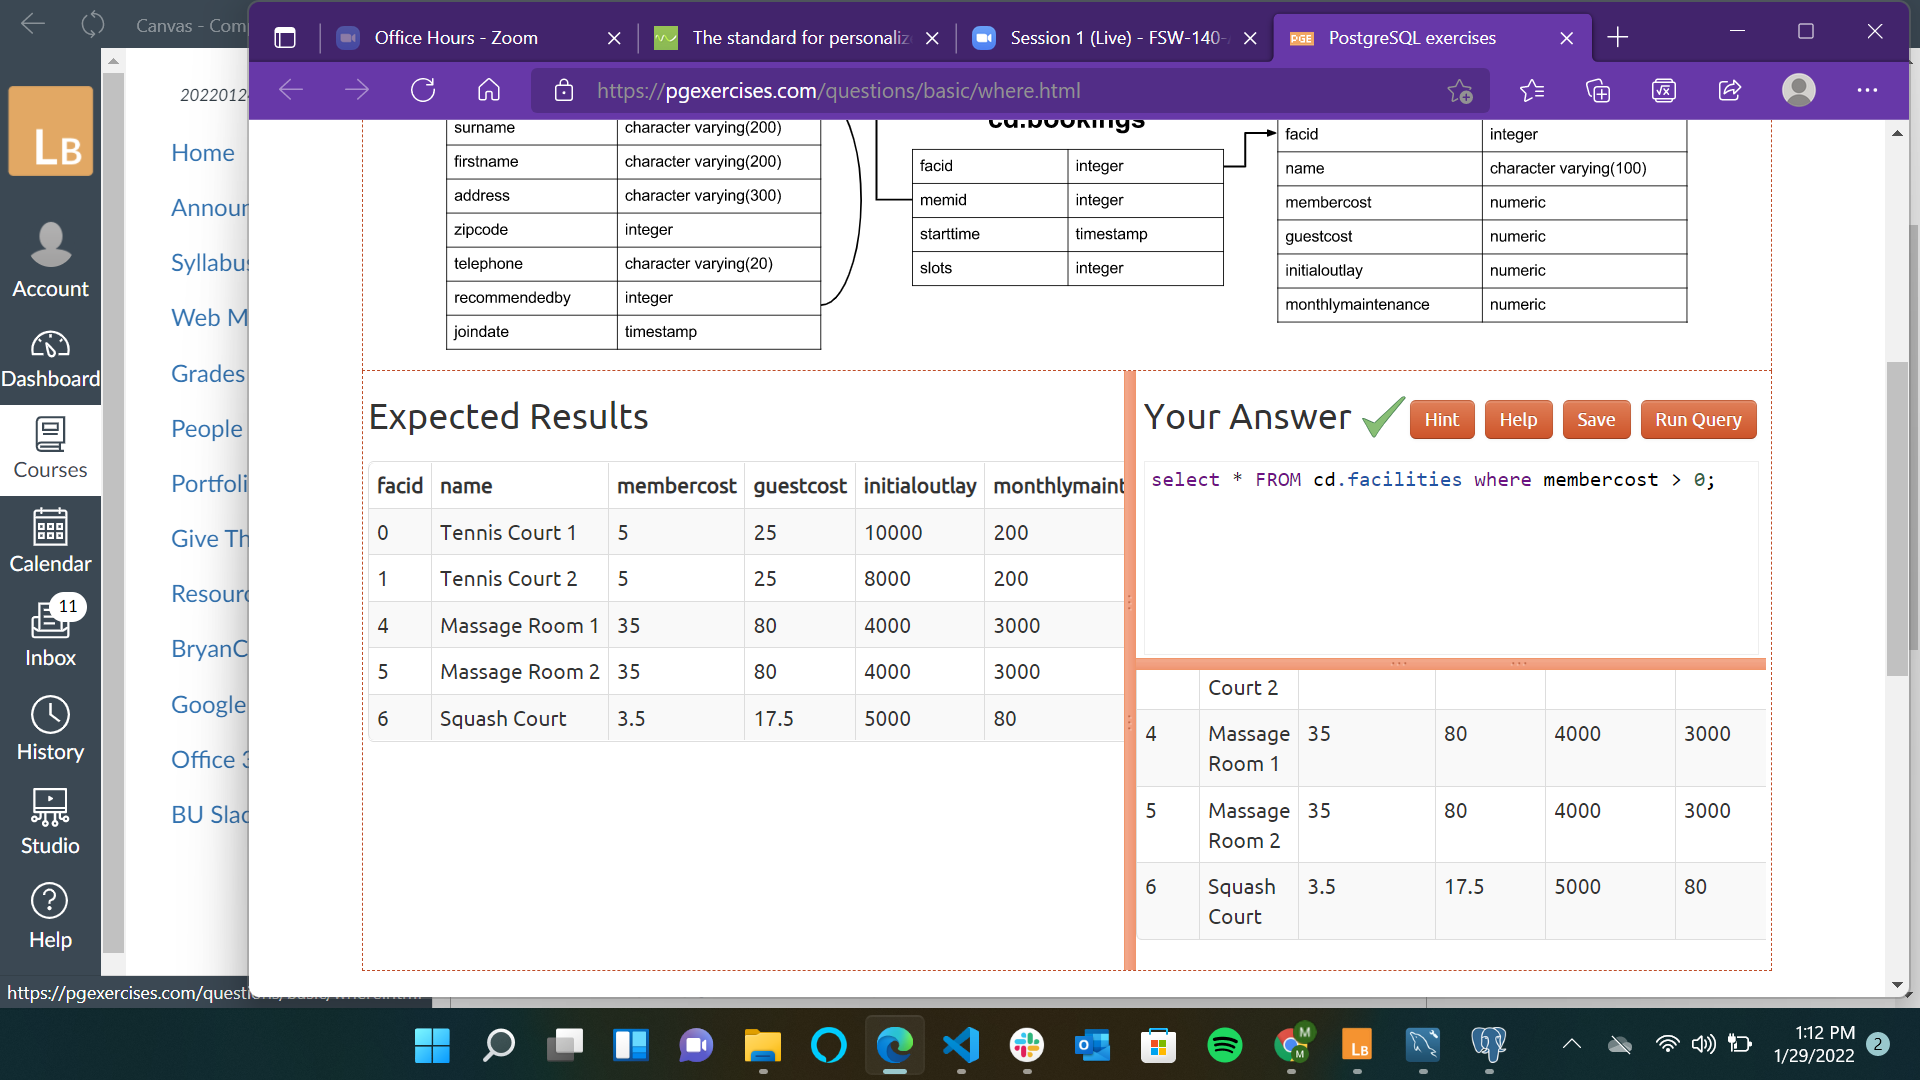 Canvas - Com
Office Hours - Zoom
The standard for personaliz
Session 1 (Live) - FSW-140-
PGE
PostgreSQL exercises
https://pgexercises.com/questions/basic/where.html
2022012
LB
Account
Dashboard
Courses
Calendar
11
Inbox
History
Studio
Help
Home
Announ
Syllabus
Web M
Grades
People
Portfoli
Give Th
Resourc
BryanC
Google
Office 3
BU Slac
surname character varying(200)
firstname character varying(200)
address character varying(300)
zipcode integer
telephone character varying(20)
recommendedby integer
joindate timestamp
cd.bookings
facid integer
memid integer
starttime timestamp
slots integer
facid integer
name character varying(100)
membercost numeric
guestcost numeric
initialoutlay numeric
monthlymaintenance numeric
Expected Results
facid name membercost guestcost initialoutlay monthlymaint
0 Tennis Court 1 5 25 10000 200
1 Tennis Court 2 5 25 8000 200
4 Massage Room 1 35 80 4000 3000
5 Massage Room 2 35 80 4000 3000
6 Squash Court 3.5 17.5 5000 80
Your Answer
Hint Help Save Run Query
select * FROM cd.facilities where membercost > 0;
Court 2
4 Massage 35 80 4000 3000
Room 1
5 Massage 35 80 4000 3000
Room 2
6 Squash 3.5 17.5 5000 80
Court
https://pgexercises.com/questions/basic/where.html
M
M
LB
1:12 PM
1/29/2022
2